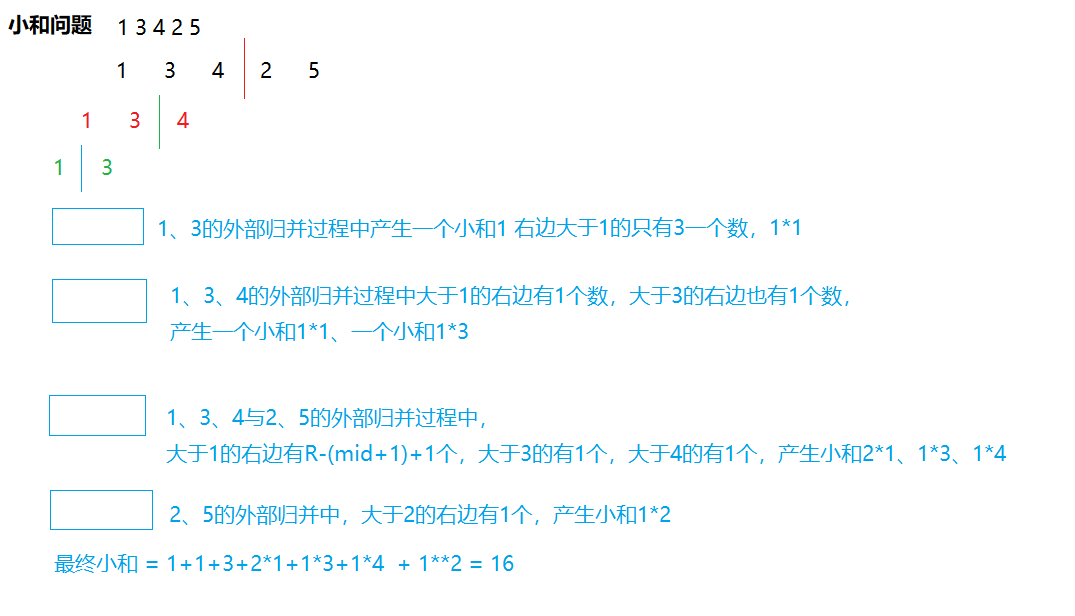 小和问题 1 3 4 2 5
1 3 4 2 5
1 3 4
1 3
1、3的外部归并过程中产生一个小和1 右边大于1的只有3一个数，1*1
1、3、4的外部归并过程中大于1的右边有1个数，大于3的右边也有1个数，
产生一个小和1*1、一个小和1*3
1、3、4与2、5的外部归并过程中，
大于1的右边有R-(mid+1)+1个，大于3的有1个，大于4的有1个，产生小和2*1、1*3、1*4
2、5的外部归并中，大于2的右边有1个，产生小和1*2
最终小和 = 1+1+3+2*1+1*3+1*4 + 1**2 = 16